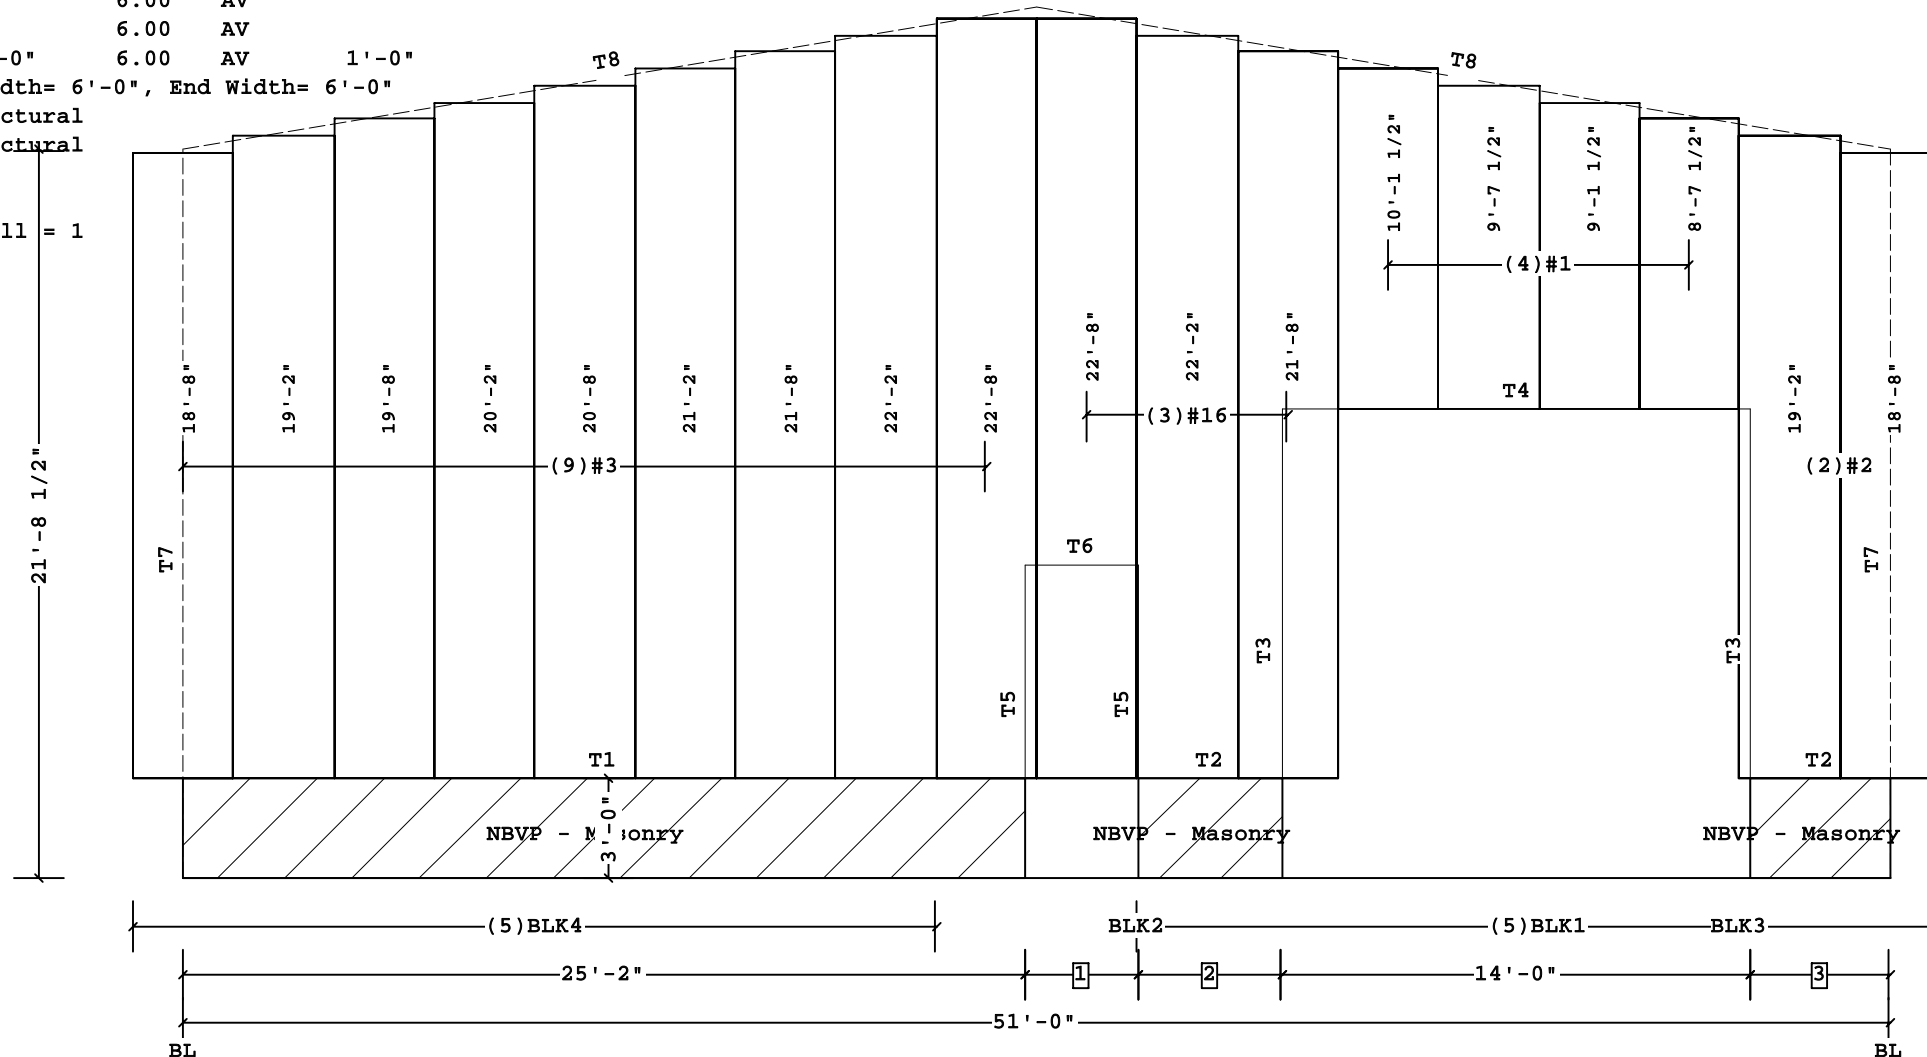 6.00 AV
6.00 AV
-0" 6.00 AV 1'-0"
dth= 6'-0", End Width= 6'-0"
ctural
ctural
ll = 1
T8
T8
10'-1 1/2"
9'-7 1/2"
9'-1 1/2"
8'-7 1/2"
(4)#1
18'-8"
19'-2"
19'-8"
20'-2"
20'-8"
21'-2"
21'-8"
22'-2"
22'-8"
22'-8"
22'-2"
21'-8"
T4
19'-2"
18'-8"
(3)#16
(9)#3
(2)#2
21'-8 1/2"
T7
T6
T7
T3
T3
T5
T5
T1
T2
T2
3'-0"
NBVP - M onry
NBVP - Masonry
NBVP - Masonry
(5)BLK4
BLK2
(5)BLK1
BLK3
25'-2"
1
2
14'-0"
3
51'-0"
BL
BL